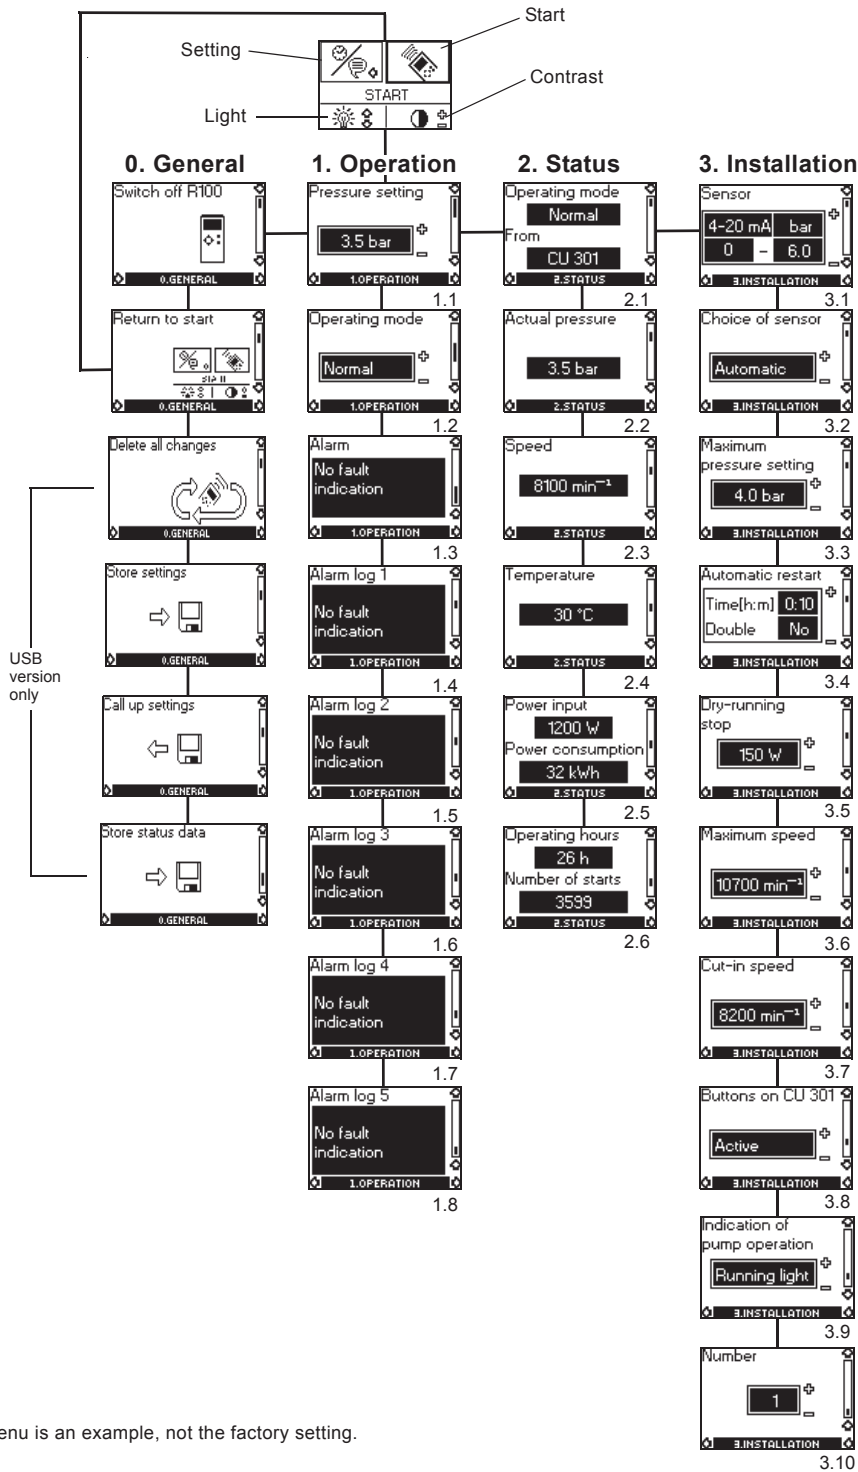 Start
Setting
Contrast
START
Light
0. General
1. Operation
2. Status
3. Installation
Switch off R100
0.GENERAL
Return to start
START
0.GENERAL
Delete all changes
0.GENERAL
Store settings
0.GENERAL
Call up settings
0.GENERAL
Store status data
0.GENERAL
USB
version
only
Pressure setting
3.5 bar
1.OPERATION
1.1
Operating mode
Normal
1.OPERATION
1.2
Alarm
No fault
indication
1.OPERATION
1.3
Alarm log 1
No fault
indication
1.OPERATION
1.4
Alarm log 2
No fault
indication
1.OPERATION
1.5
Alarm log 3
No fault
indication
1.OPERATION
1.6
Alarm log 4
No fault
indication
1.OPERATION
1.7
Alarm log 5
No fault
indication
1.OPERATION
1.8
Operating mode
Normal
From
CU 301
2.STATUS
2.1
Actual pressure
3.5 bar
2.STATUS
2.2
Speed
8100 min⁻¹
2.STATUS
2.3
Temperature
30 °C
2.STATUS
2.4
Power input
1200 W
Power consumption
32 kWh
2.STATUS
2.5
Operating hours
26 h
Number of starts
3599
2.STATUS
2.6
Sensor
4-20 mA bar
0 - 6.0
3.INSTALLATION
3.1
Choice of sensor
Automatic
3.INSTALLATION
3.2
Maximum
pressure setting
4.0 bar
3.INSTALLATION
3.3
Automatic restart
Time[h:m] 0:10
Double No
3.INSTALLATION
3.4
Dry-running
stop
150 W
3.INSTALLATION
3.5
Maximum speed
10700 min⁻¹
3.INSTALLATION
3.6
Cut-in speed
8200 min⁻¹
3.INSTALLATION
3.7
Buttons on CU 301
Active
3.INSTALLATION
3.8
Indication of
pump operation
Running light
3.INSTALLATION
3.9
Number
1
3.INSTALLATION
3.10
enu is an example, not the factory setting.